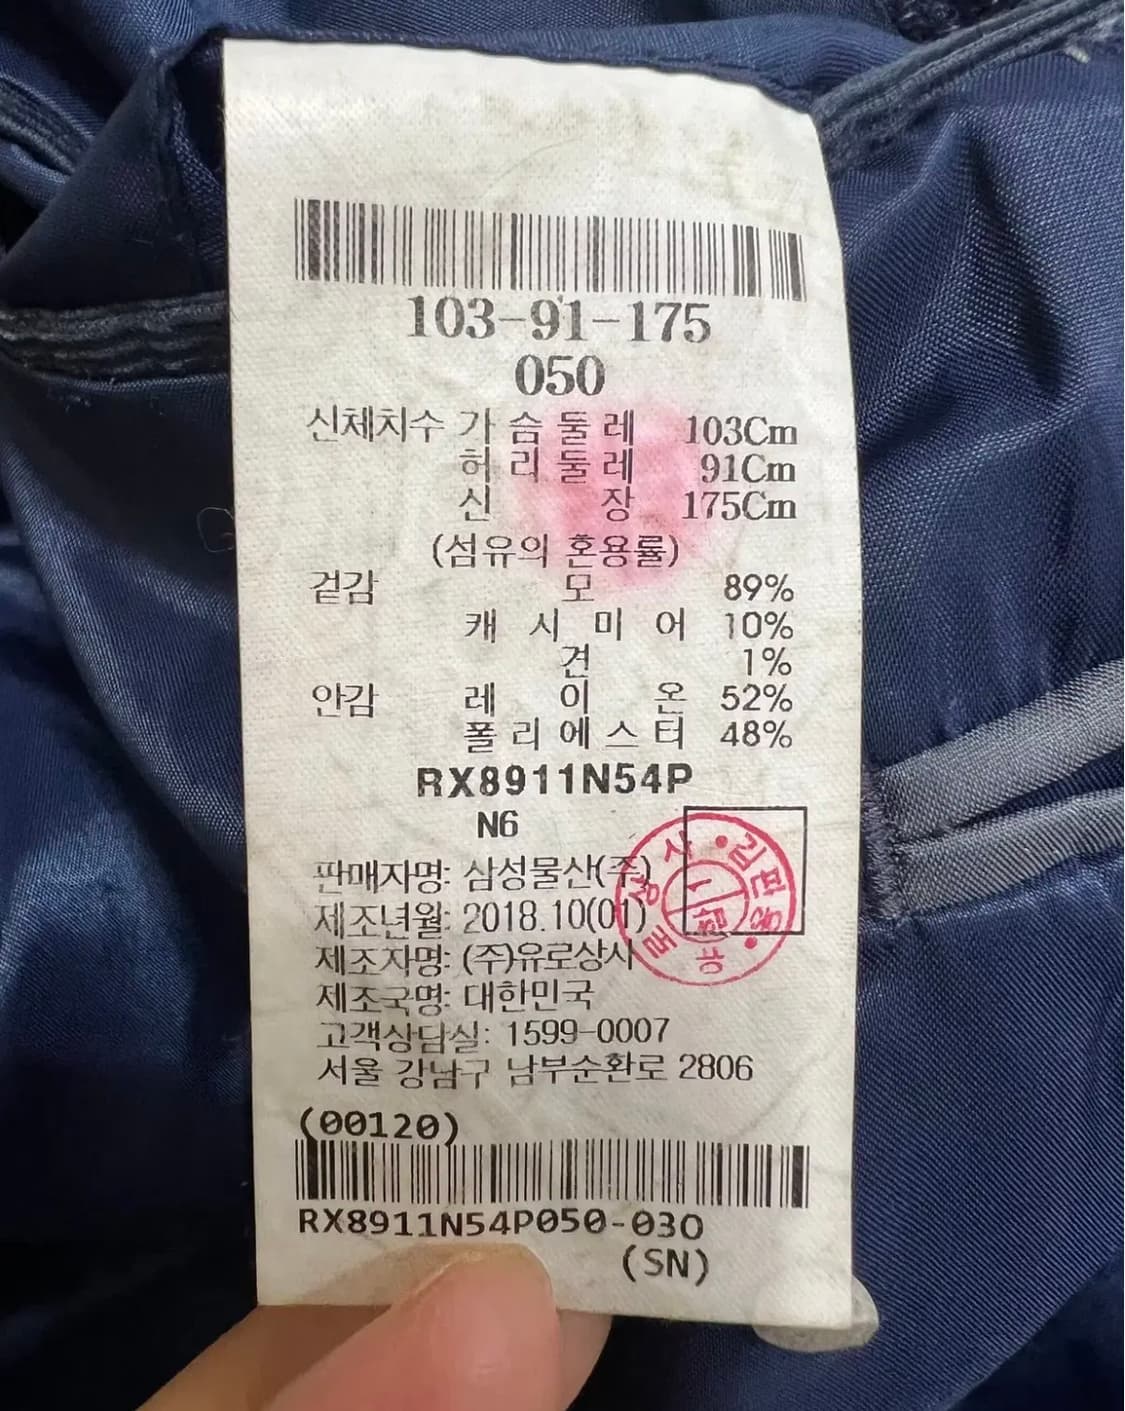 103-91-175
050
신체치수 가슴둘레 103Cm
허리둘레 91Cm
신장 175Cm
(섬유의 혼용률)
겉감 모 89%
캐시미어 10%
견 1%
안감 레이온 52%
폴리에스터 48%
RX8911N54P
N6
판매자명: 삼성물산(주)
제조년월: 2018.10(01)
제조자명: (주)유로상사
제조국명: 대한민국
고객상담실: 1599-0007
서울 강남구 남부순환로 2806
(00120)
RX8911N54P050-030
(SN)